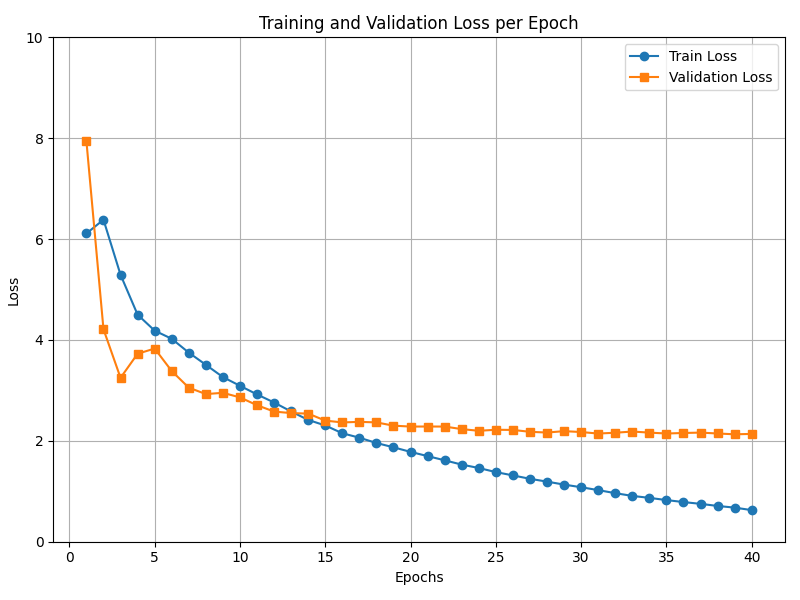 Training and Validation Loss per Epoch
10
8
6
4
2
0
Loss
Train Loss
Validation Loss
0 5 10 15 20 25 30 35 40
Epochs